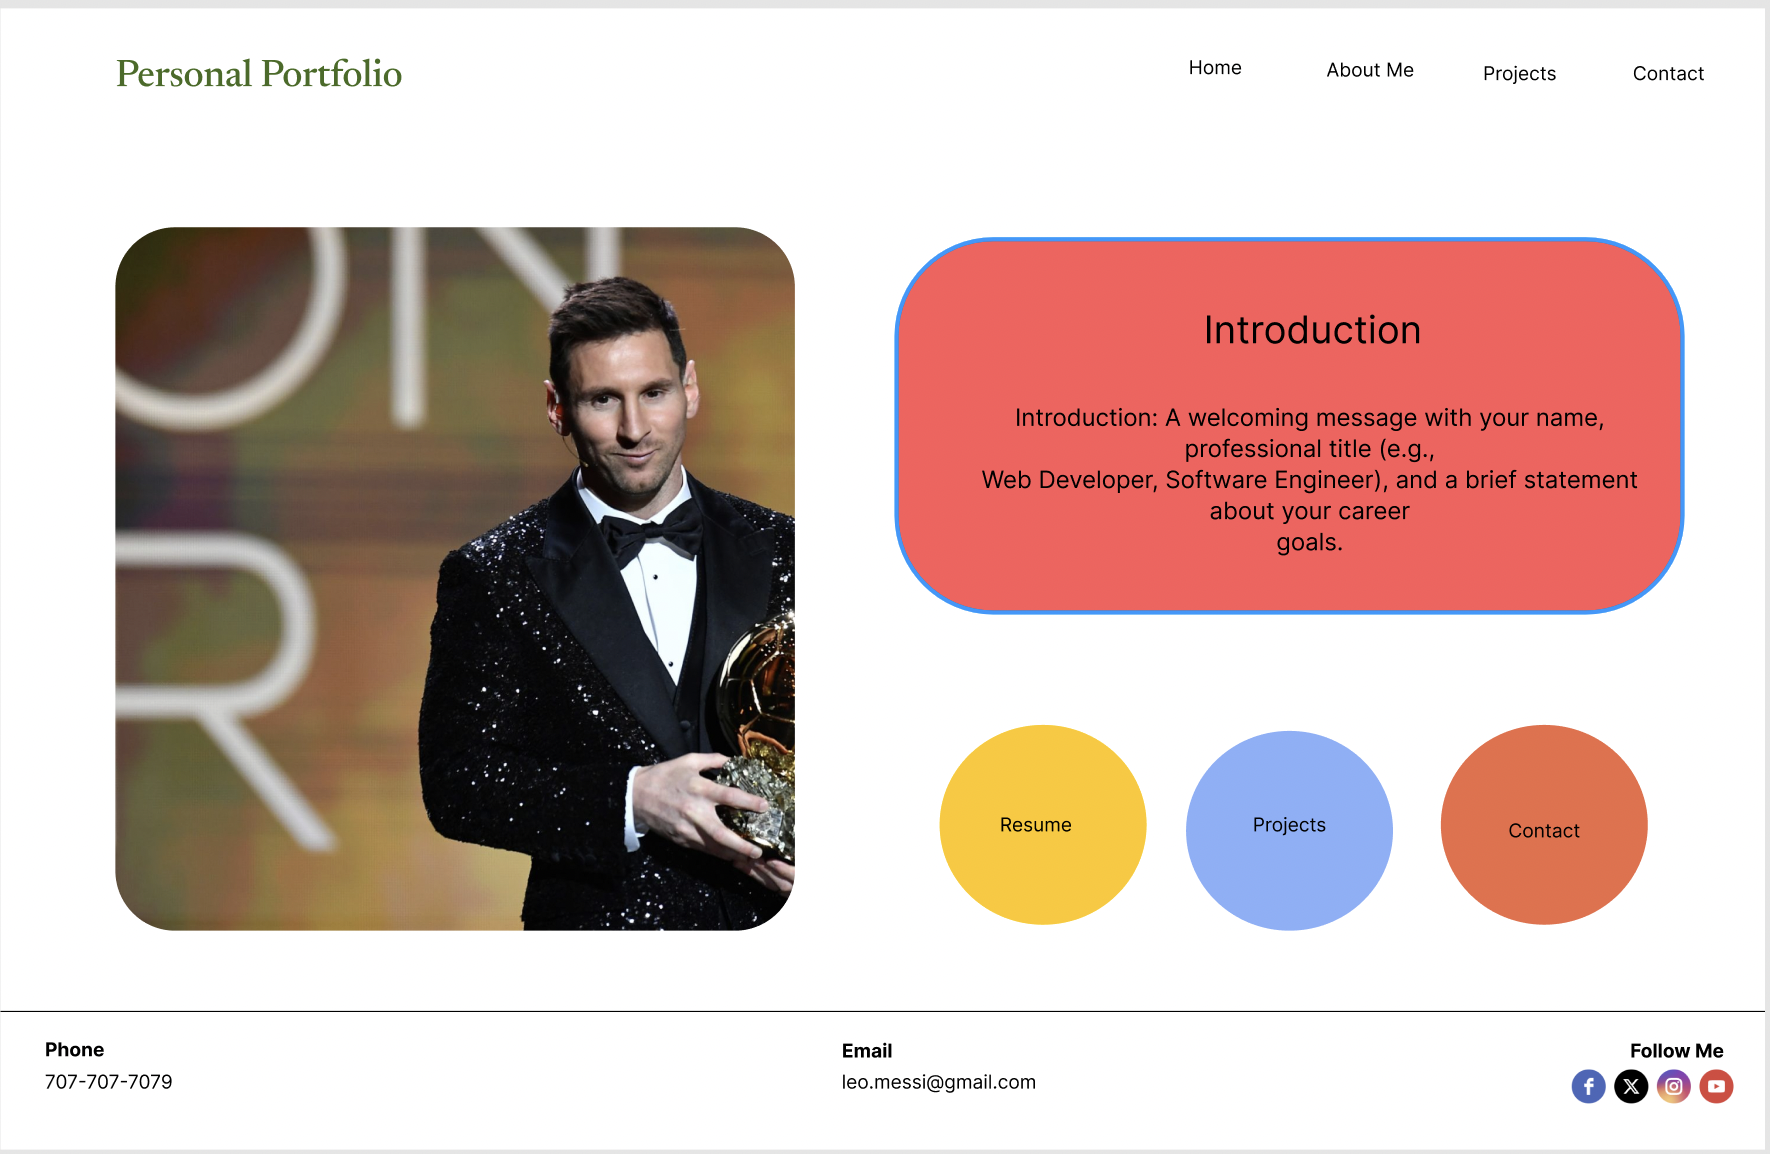 Personal Portfolio
Home
About Me
Projects
Contact
ON
R
Introduction
Introduction: A welcoming message with your name,
professional title (e.g.,
Web Developer, Software Engineer), and a brief statement
about your career
goals.
Resume
Projects
Contact
Phone
707-707-7079
Email
leo.messi@gmail.com
Follow Me